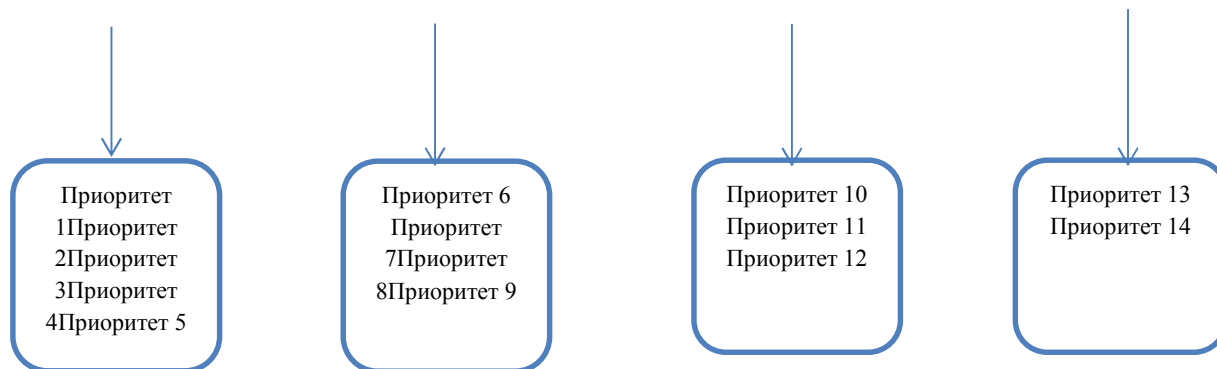 Приоритет
1Приоритет
2Приоритет
3Приоритет
4Приоритет 5
Приоритет 6
Приоритет
7Приоритет
8Приоритет 9
Приоритет 10
Приоритет 11
Приоритет 12
Приоритет 13
Приоритет 14